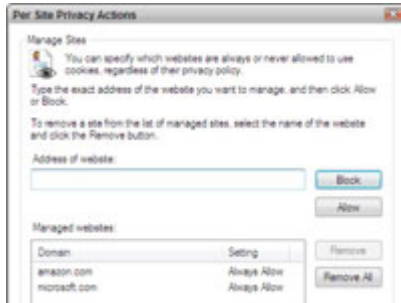 Per Site Privacy Actions
Manage Sites
You can specify which websites are always or never allowed to use
cookies, regardless of their privacy policy.
Type the exact address of the website you want to manage, and then click Allow
or Block.
To remove a site from the list of managed sites, select the name of the website
and click the Remove button.
Address of website:
Block
Allow
Managed websites:
Domain Setting Remove
amazon.com Always Allow Remove All
microsoft.com Always Allow